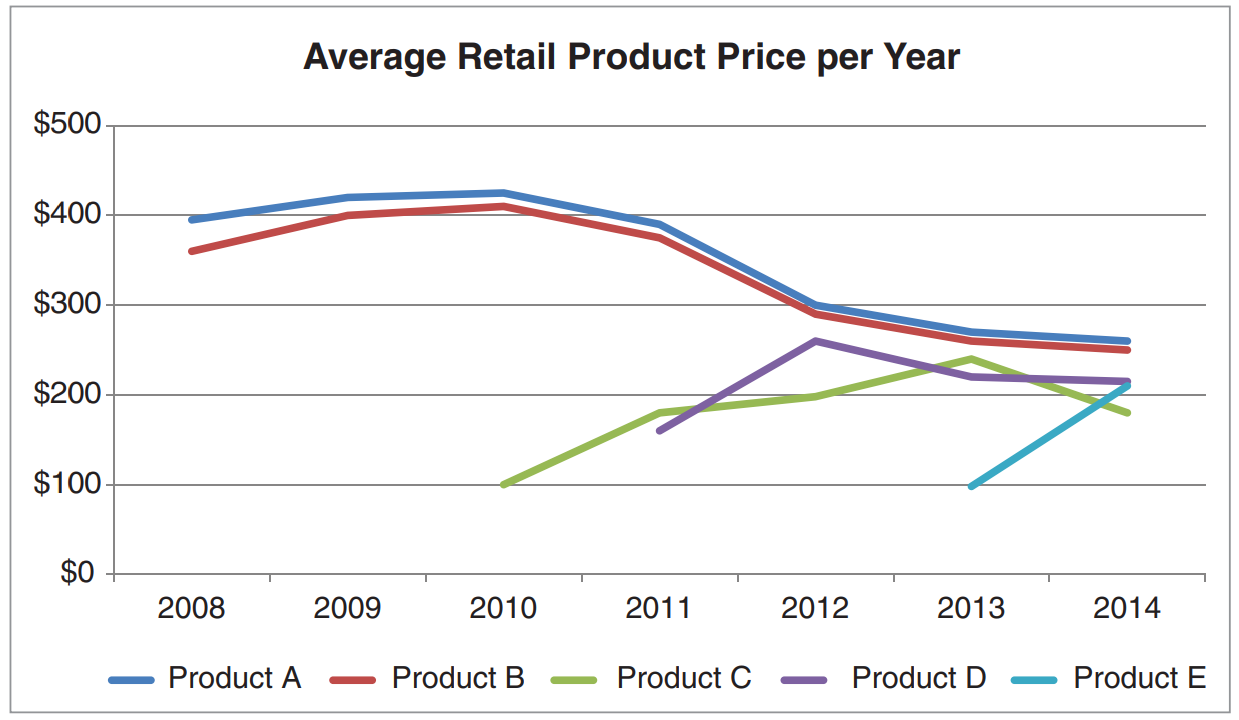 Average Retail Product Price per Year
$500
$400
$300
$200
$100
$0
2008 2009 2010 2011 2012 2013 2014
Product A Product B Product C Product D Product E